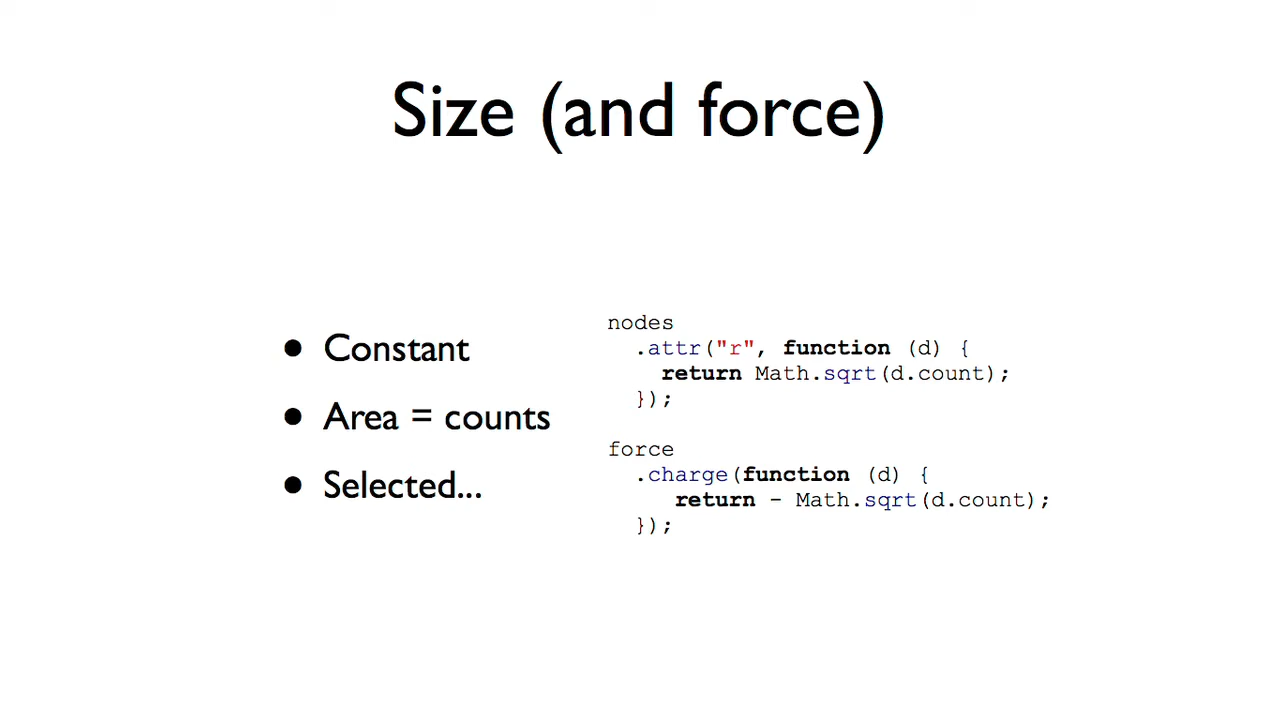 Size (and force)
• Constant
• Area = counts
• Selected...
nodes
  .attr("r", function (d) {
    return Math.sqrt(d.count);
  });
force
  .charge(function (d) {
     return - Math.sqrt(d.count);
  });